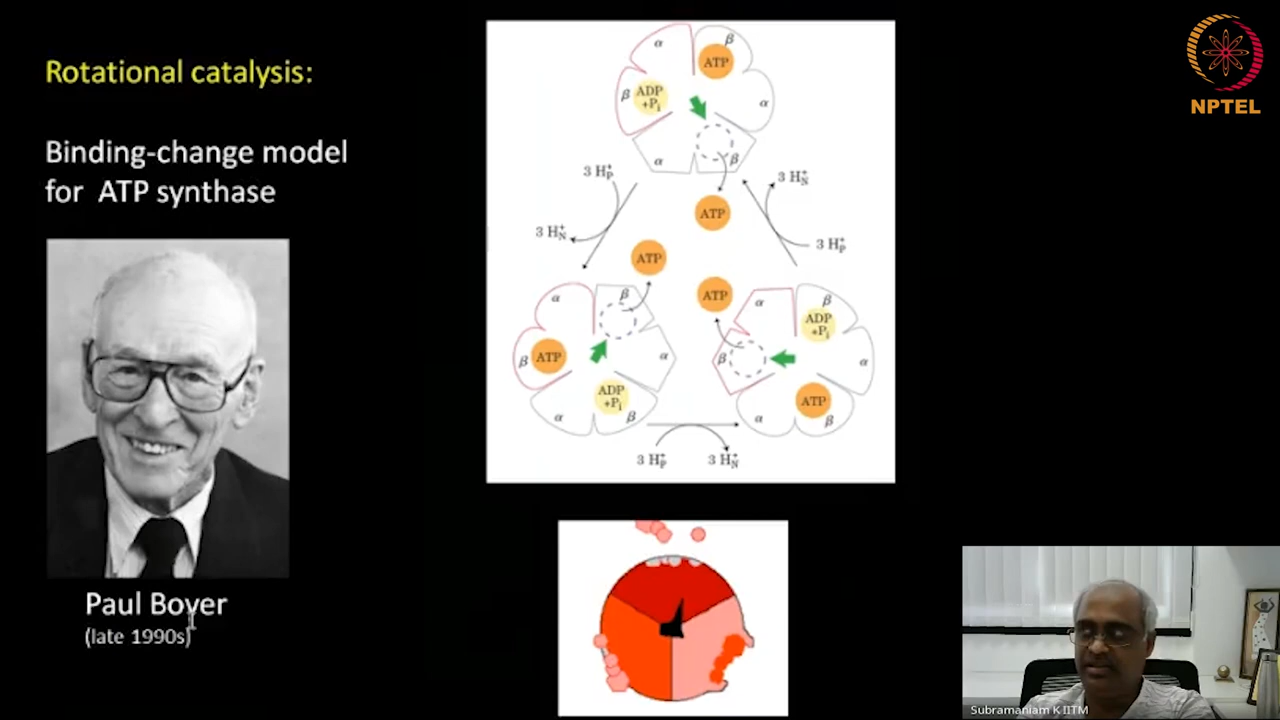 Rotational catalysis:
Binding-change model
for ATP synthase
Paul Boyer
(late 1990s)
NPTEL
α
β
ATP
β
ADP
+Pi
α
α
β
3 H⁺P
3 H⁺N
ATP
3 H⁺N
3 H⁺P
ATP
α
β
β
ATP
α
ADP
+Pi
α
β
3 H⁺P
3 H⁺N
ATP
α
β
ADP
+Pi
β
α
ATP
α
β
Subramaniam K IITM